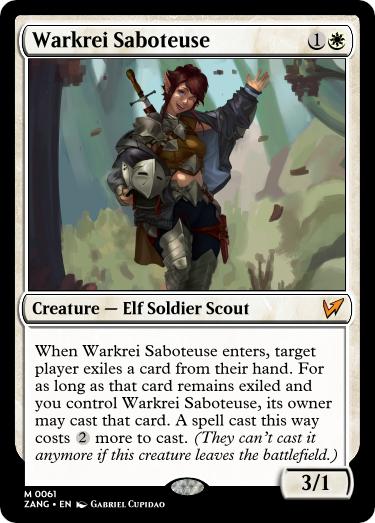 Warkrei Saboteuse 1
Creature — Elf Soldier Scout
When Warkrei Saboteuse enters, target
player exiles a card from their hand. For
as long as that card remains exiled and
you control Warkrei Saboteuse, its owner
may cast that card. A spell cast this way
costs 2 more to cast. (They can't cast it
anymore if this creature leaves the battlefield.)
3/1
M 0061
ZANG • EN Gabriel Cupidao